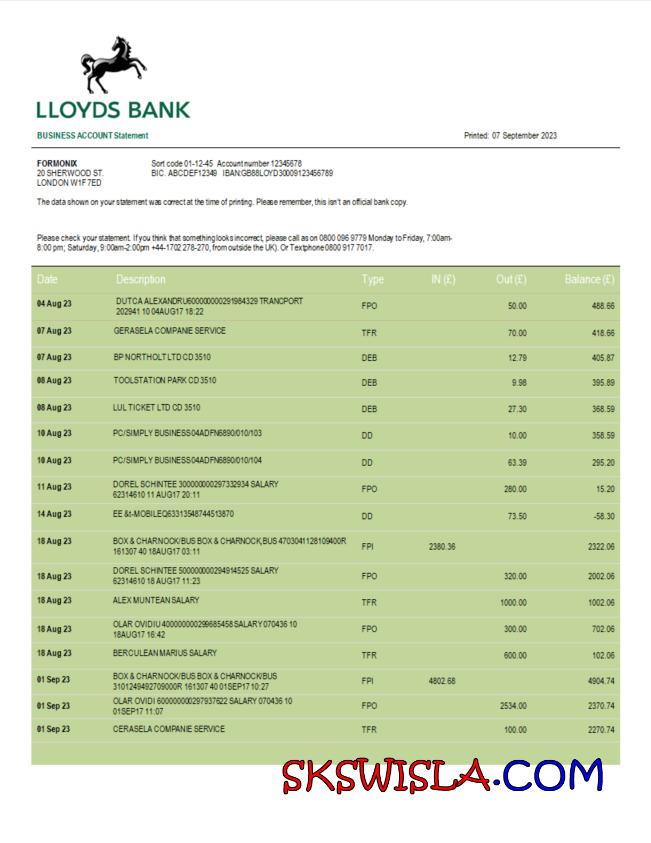 LLOYDS BANK
BUSINESS ACCOUNT Statement Printed: 07 September 2023
FORMONIX Sort code 01-12-45 Account number 12345678
20 SHERWOOD ST. BIC. ABCDEF12349 IBAN:GB88LOYD30009123456789
LONDON W1F 7ED
The data shown on your statement was correct at the time of printing. Please remember, this isn't an official bank copy.
Please check your statement. If you think that something looks incorrect, please call as on 0800 096 9779 Monday to Friday, 7:00am-
8:00 pm; Saturday, 9:00am-2:00pm +44-1702 278-270, from outside the UK). Or Textphone 0800 917 7017.
Date Description Type IN (£) Out (£) Balance (£)
04 Aug 23 DUTCA ALEXANDRU600000000291984329 TRANCPORT FPO 50.00 488.66
202941 10 04AUG17 18:22
07 Aug 23 GERASELA COMPANIE SERVICE TFR 70.00 418.66
07 Aug 23 BP NORTHOLT LTD CD 3510 DEB 12.79 405.87
08 Aug 23 TOOLSTATION PARK CD 3510 DEB 9.98 395.89
08 Aug 23 LUL TICKET LTD CD 3510 DEB 27.30 368.59
10 Aug 23 PC/SIMPLY BUSINESS04ADFN6890/010/103 DD 10.00 358.59
10 Aug 23 PC/SIMPLY BUSINESS04ADFN6890/010/104 DD 63.39 295.20
11 Aug 23 DOREL SCHINTEE 300000000297332934 SALARY FPO 280.00 15.20
62314610 11 AUG17 20:11
14 Aug 23 EE &t-MOBILEQ63313548744513870 DD 73.50 -58.30
18 Aug 23 BOX & CHARNOCK/BUS BOX & CHARNOCK,BUS 4703041128109400R FPI 2380.36 2322.06
161307 40 18AUG17 03:11
18 Aug 23 DOREL SCHINTEE 500000000294914525 SALARY FPO 320.00 2002.06
62314610 18 AUG17 11:23
18 Aug 23 ALEX MUNTEAN SALARY TFR 1000.00 1002.06
18 Aug 23 OLAR OVIDIU 400000000299685458 SALARY 070436 10 FPO 300.00 702.06
18AUG17 16:42
18 Aug 23 BERCULEAN MARIUS SALARY TFR 600.00 102.06
01 Sep 23 BOX & CHARNOCK/BUS BOX & CHARNOCK/BUS FPI 4802.68 4904.74
3101249492709000R 161307 40 01SEP17 10:27
01 Sep 23 OLAR OVIDI 600000000297937622 SALARY 070436 10 FPO 2534.00 2370.74
01SEP17 11:07
01 Sep 23 CERASELA COMPANIE SERVICE TFR 100.00 2270.74
SKSWISLA.COM